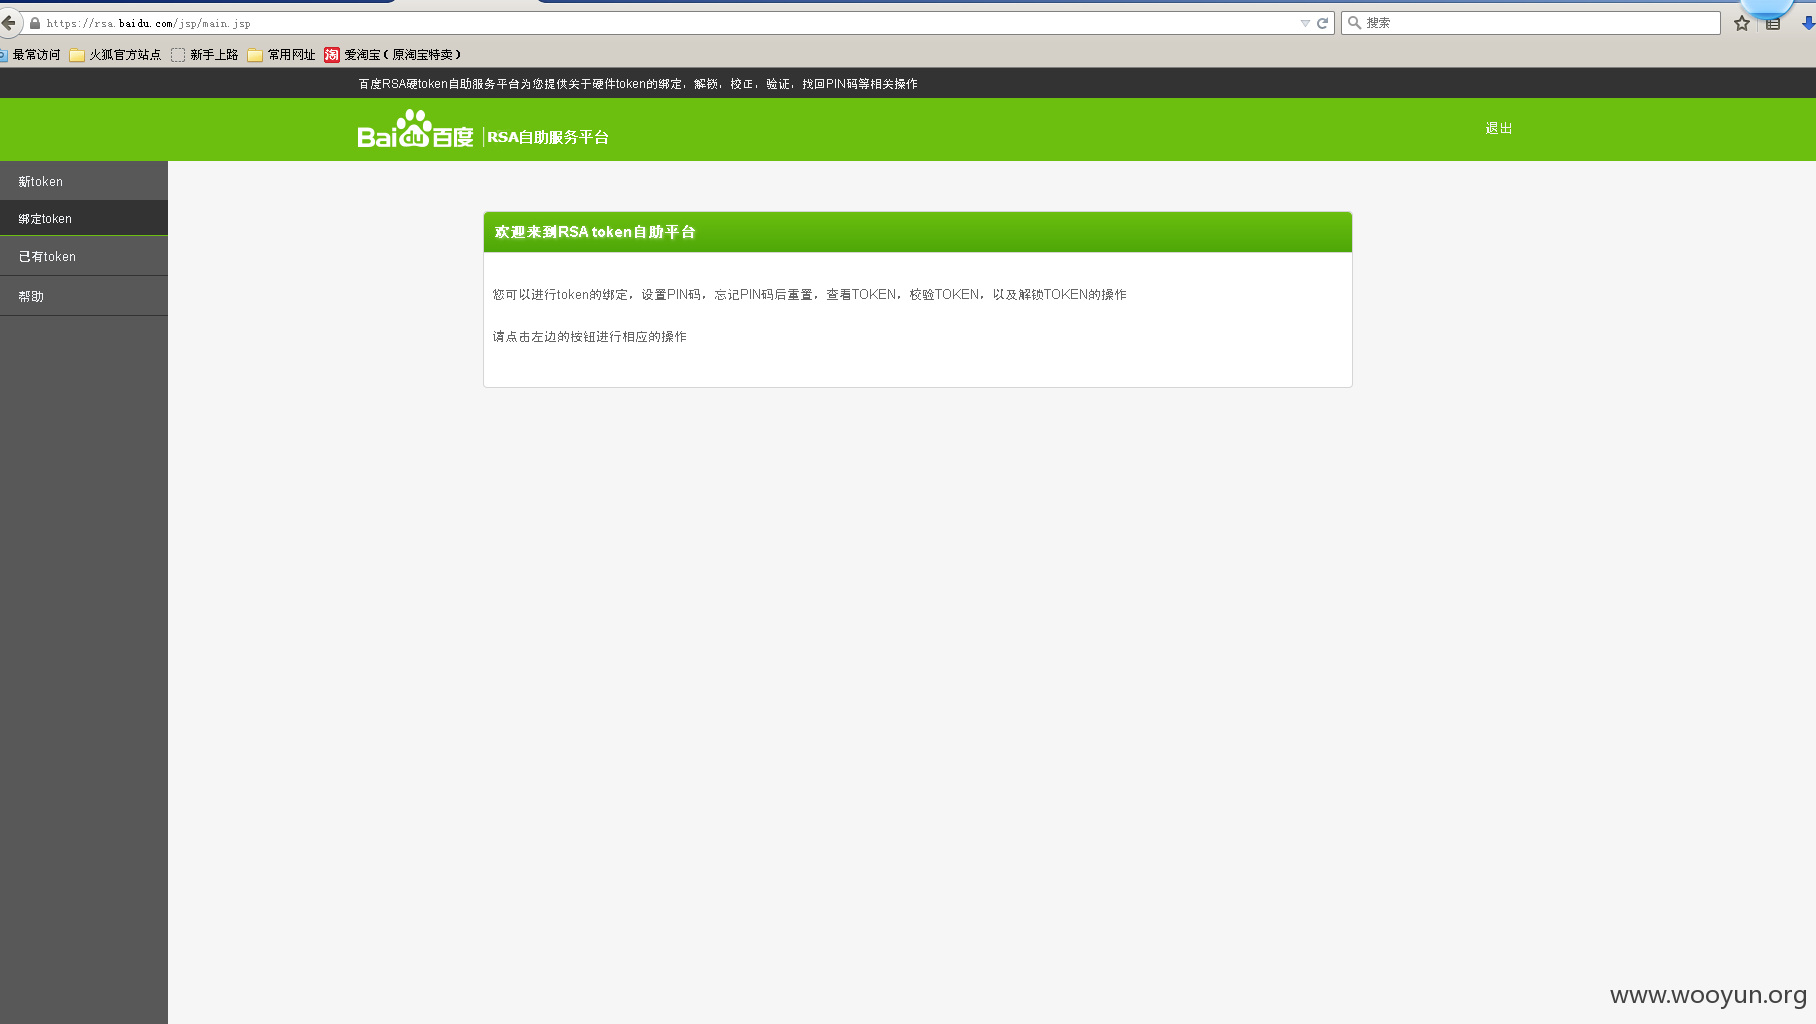 https://rsa.baidu.com/jsp/main.jsp
搜索
最常访问 火狐官方站点 新手上路 常用网址 淘 爱淘宝(原淘宝特卖)
百度RSA硬token自助服务平台为您提供关于硬件token的绑定，解锁，校正，验证，找回PIN码等相关操作
Baidu百度 RSA自助服务平台
退出
新token
绑定token
已有token
帮助
欢迎来到RSA token自助平台
您可以进行token的绑定，设置PIN码，忘记PIN码后重置，查看TOKEN，校验TOKEN，以及解锁TOKEN的操作
请点击左边的按钮进行相应的操作
www.wooyun.org